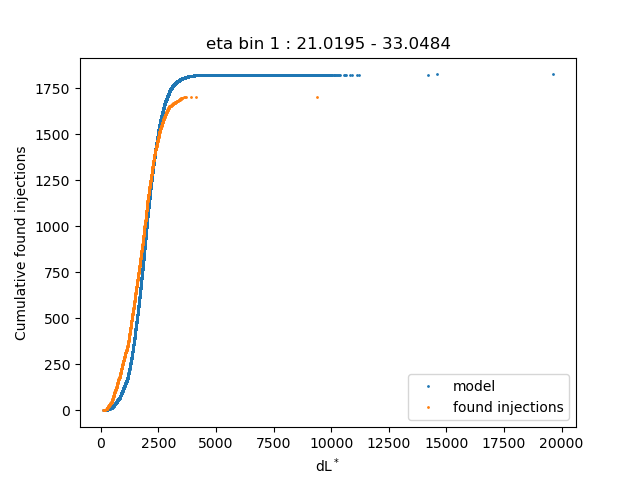 eta bin 1 : 21.0195 - 33.0484
Cumulative found injections
1750
1500
1250
1000
750
500
250
0
0 2500 5000 7500 10000 12500 15000 17500 20000
dL*
model
found injections